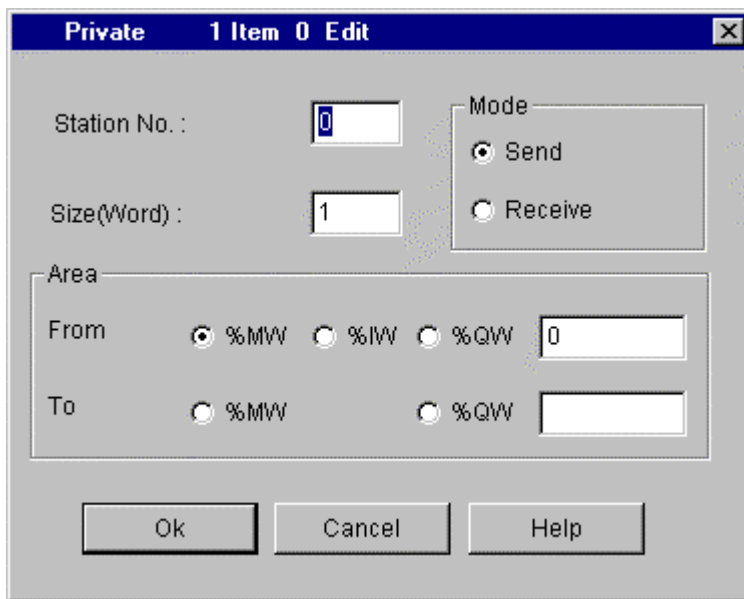 Private 1 Item 0 Edit
Station No. : 0
Mode
Send
Size(Word) : 1
Receive
Area
From %MW %IW %QW 0
To %MW %QW
Ok Cancel Help